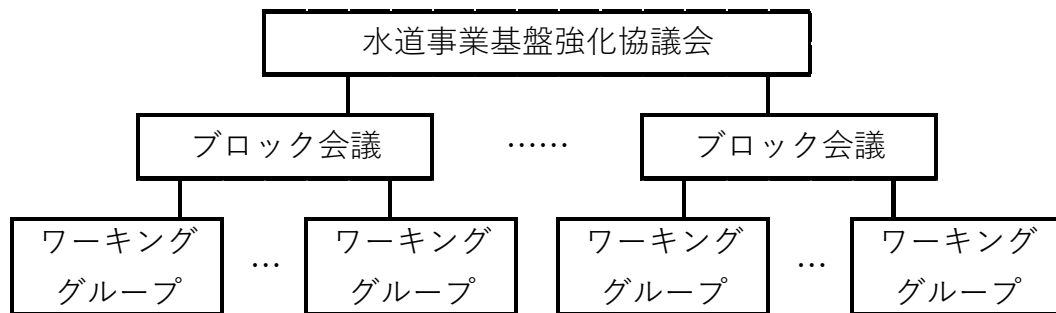 水道事業基盤強化協議会
ブロック会議 …… ブロック会議
ワーキング
グループ
…
ワーキング
グループ
ワーキング
グループ
…
ワーキング
グループ